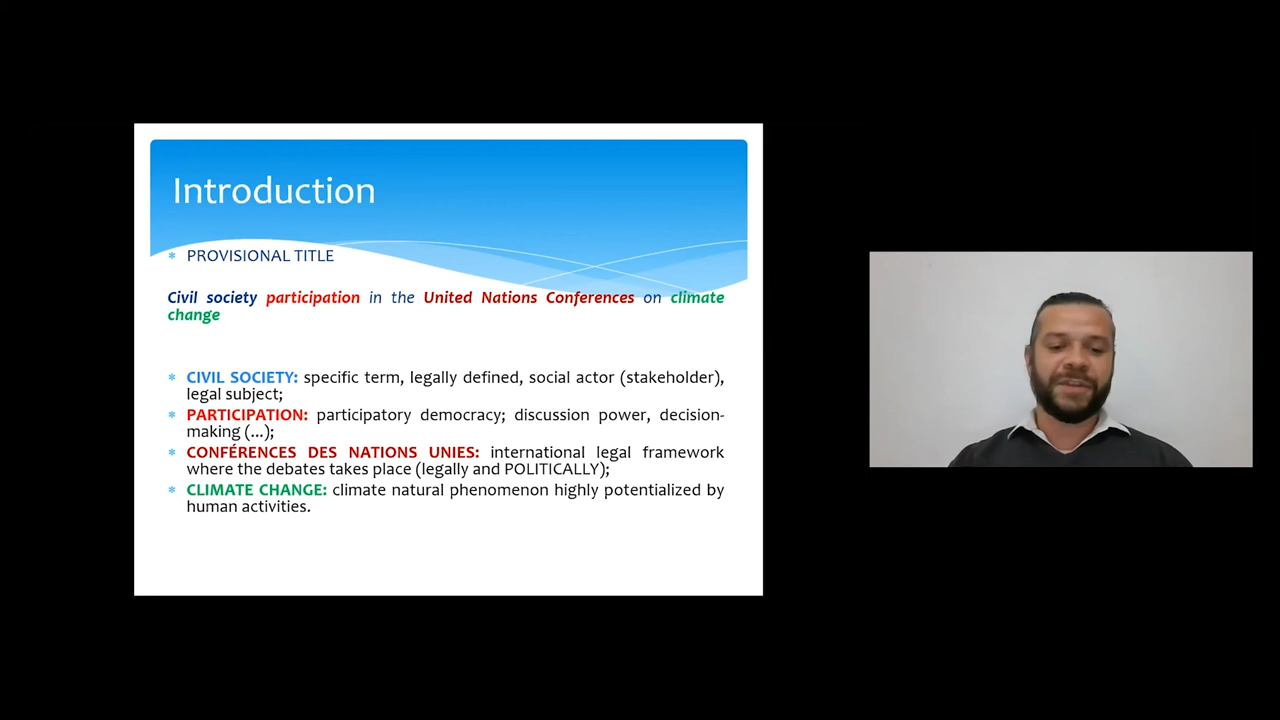 Introduction
* PROVISIONAL TITLE
Civil society participation in the United Nations Conferences on climate
change
* CIVIL SOCIETY: specific term, legally defined, social actor (stakeholder),
legal subject;
* PARTICIPATION: participatory democracy; discussion power, decision-
making (...);
* CONFÉRENCES DES NATIONS UNIES: international legal framework
where the debates takes place (legally and POLITICALLY);
* CLIMATE CHANGE: climate natural phenomenon highly potentialized by
human activities.